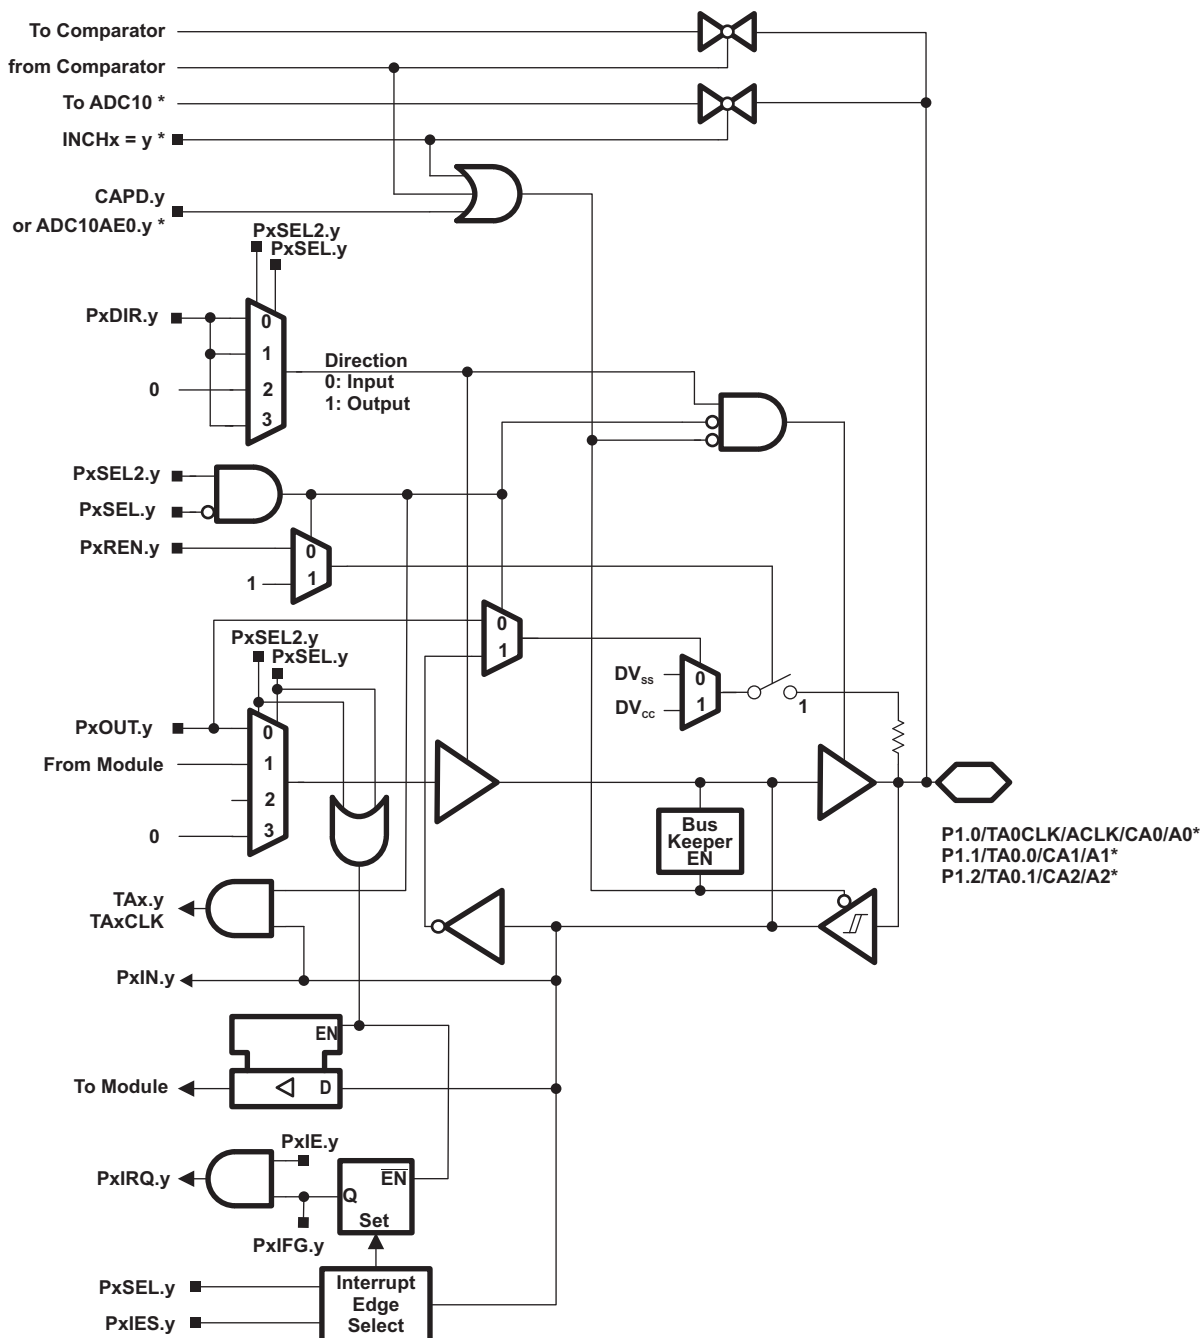 To Comparator
from Comparator
To ADC10 *
INCHx = y *
CAPD.y
or ADC10AE0.y *
PxSEL2.y
PxSEL.y
PxDIR.y
0
1
0
2
3
Direction
0: Input
1: Output
PxSEL2.y
PxSEL.y
PxREN.y
0
1
1
PxSEL2.y
PxSEL.y
0
1
DVSS
0
DVCC
1
1
PxOUT.y
0
From Module
1
2
0
3
Bus
Keeper
EN
P1.0/TA0CLK/ACLK/CA0/A0*
P1.1/TA0.0/CA1/A1*
P1.2/TA0.1/CA2/A2*
TAx.y
TAxCLK
PxIN.y
EN
To Module
D
PxIE.y
PxIRQ.y
EN
Q
Set
PxIFG.y
PxSEL.y
PxIES.y
Interrupt
Edge
Select